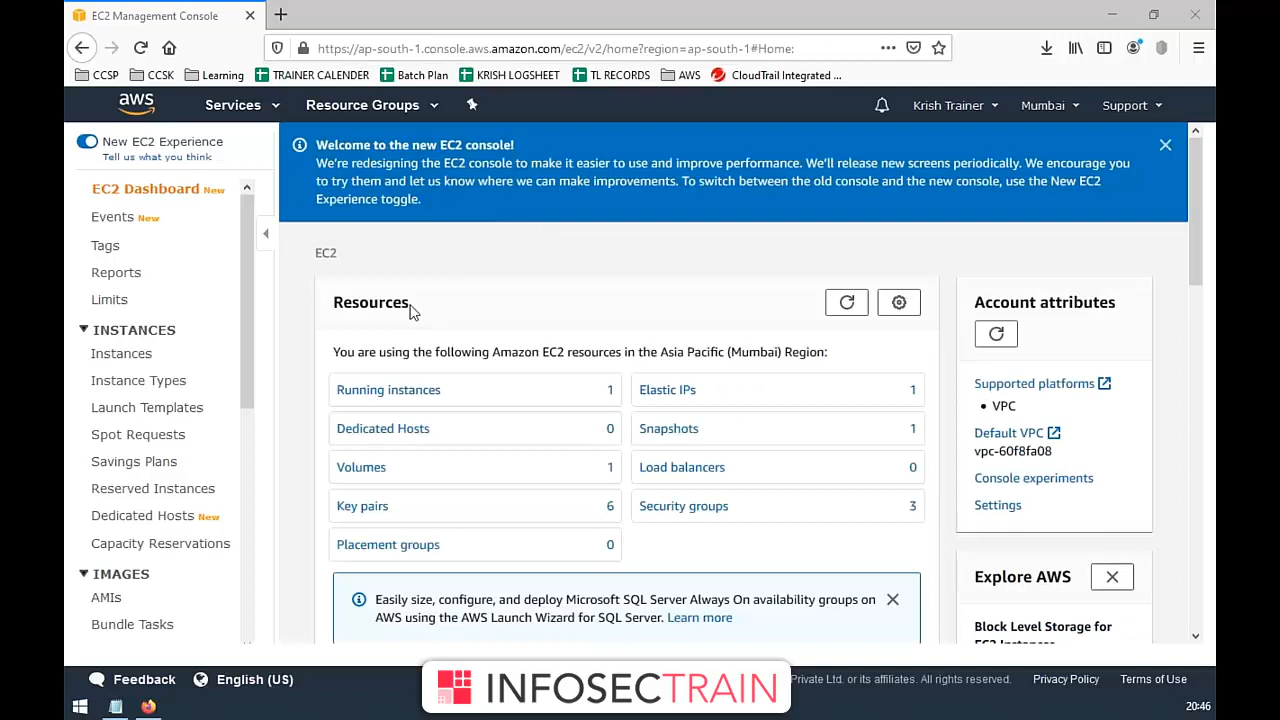 EC2 Management Console
https://ap-south-1.console.aws.amazon.com/ec2/v2/home?region=ap-south-1#Home:
CCSP
CCSK
Learning
TRAINER CALENDER
Batch Plan
KRISH LOGSHEET
TL RECORDS
AWS
CloudTrail Integrated ...
aws
Services
Resource Groups
Krish Trainer
Mumbai
Support
New EC2 Experience
Tell us what you think
EC2 Dashboard New
Events New
Tags
Reports
Limits
INSTANCES
Instances
Instance Types
Launch Templates
Spot Requests
Savings Plans
Reserved Instances
Dedicated Hosts New
Capacity Reservations
IMAGES
AMIs
Bundle Tasks
Welcome to the new EC2 console!
We're redesigning the EC2 console to make it easier to use and improve performance. We'll release new screens periodically. We encourage you
to try them and let us know where we can make improvements. To switch between the old console and the new console, use the New EC2
Experience toggle.
EC2
Resources
You are using the following Amazon EC2 resources in the Asia Pacific (Mumbai) Region:
Running instances 1
Elastic IPs 1
Dedicated Hosts 0
Snapshots 1
Volumes 1
Load balancers 0
Key pairs 6
Security groups 3
Placement groups 0
Easily size, configure, and deploy Microsoft SQL Server Always On availability groups on
AWS using the AWS Launch Wizard for SQL Server. Learn more
Account attributes
Supported platforms
• VPC
Default VPC
vpc-60f8fa08
Console experiments
Settings
Explore AWS
Block Level Storage for
EC2 Instances
Feedback
English (US)
INFOSECTRAIN
Private Ltd. or its affiliates. All rights reserved.
Privacy Policy
Terms of Use
20:46